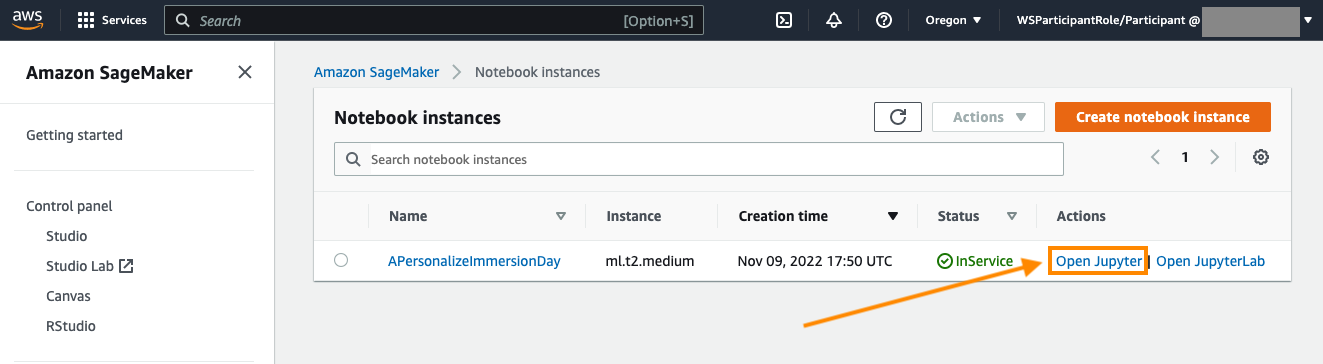 aws Services Search [Option+S] Oregon WSParticipantRole/Participant @
Amazon SageMaker
Amazon SageMaker Notebook instances
Notebook instances Actions Create notebook instance
Getting started
Search notebook instances 1
Control panel
Name Instance Creation time Status Actions
Studio
APersonalizeImmersionDay ml.t2.medium Nov 09, 2022 17:50 UTC InService Open Jupyter | Open JupyterLab
Studio Lab
Canvas
RStudio